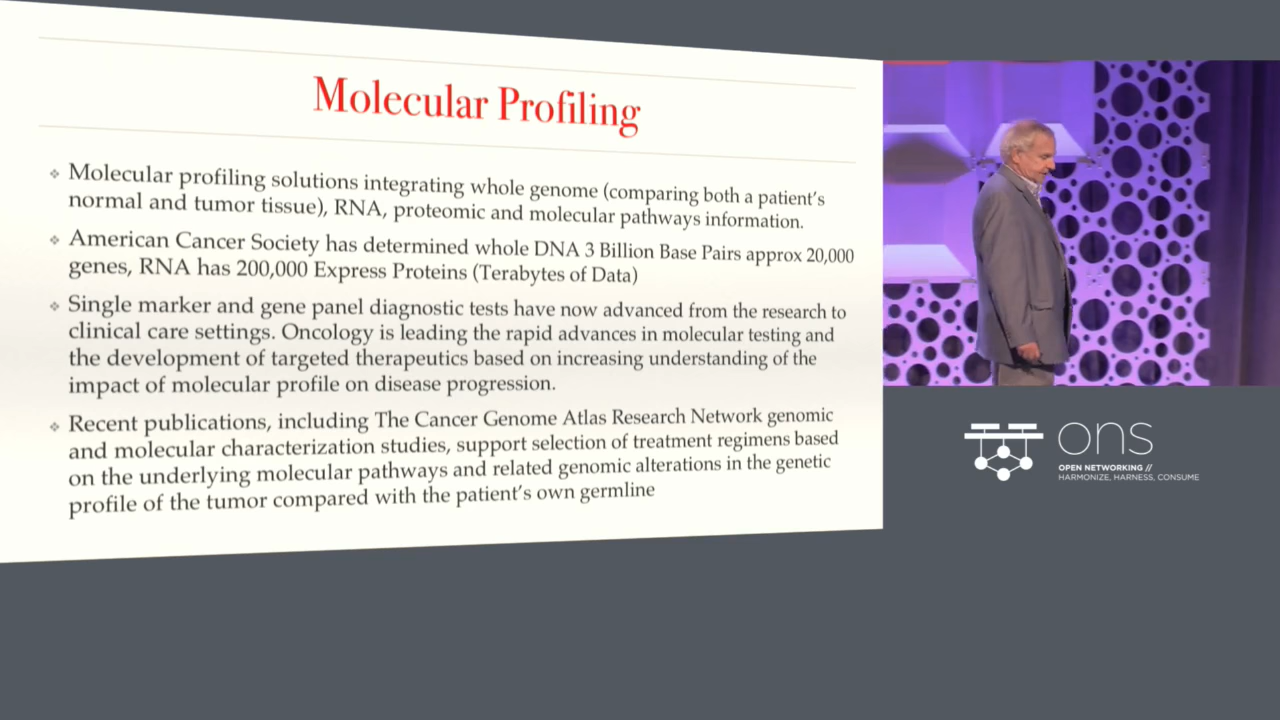 Molecular Profiling
Molecular profiling solutions integrating whole genome (comparing both a patient's
normal and tumor tissue), RNA, proteomic and molecular pathways information.
American Cancer Society has determined whole DNA 3 Billion Base Pairs approx 20,000
genes, RNA has 200,000 Express Proteins (Terabytes of Data)
Single marker and gene panel diagnostic tests have now advanced from the research to
clinical care settings. Oncology is leading the rapid advances in molecular testing and
the development of targeted therapeutics based on increasing understanding of the
impact of molecular profile on disease progression.
Recent publications, including The Cancer Genome Atlas Research Network genomic
and molecular characterization studies, support selection of treatment regimens based
on the underlying molecular pathways and related genomic alterations in the genetic
profile of the tumor compared with the patient's own germline
ons
OPEN NETWORKING //
HARMONIZE, HARNESS, CONSUME